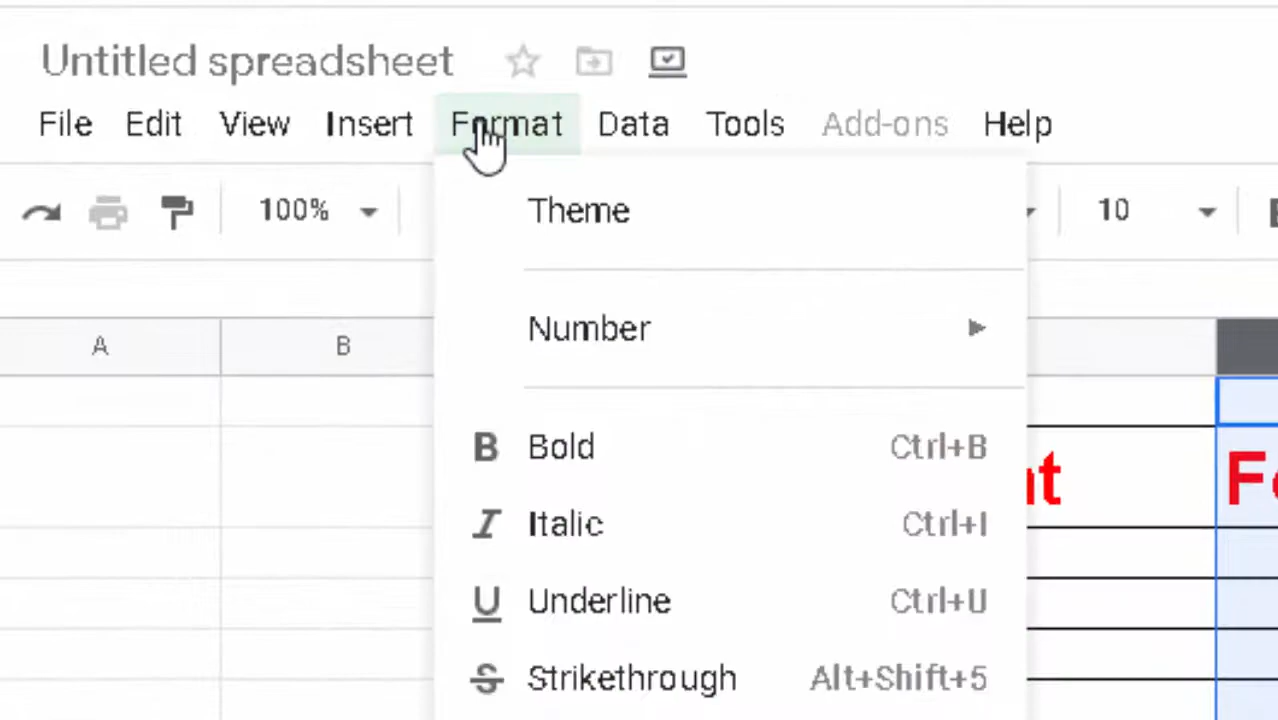 Untitled spreadsheet
File Edit View Insert Format Data Tools Add-ons Help
100% 10
Theme
Number
A B
Bold Ctrl+B
Italic Ctrl+I
Underline Ctrl+U
Strikethrough Alt+Shift+5